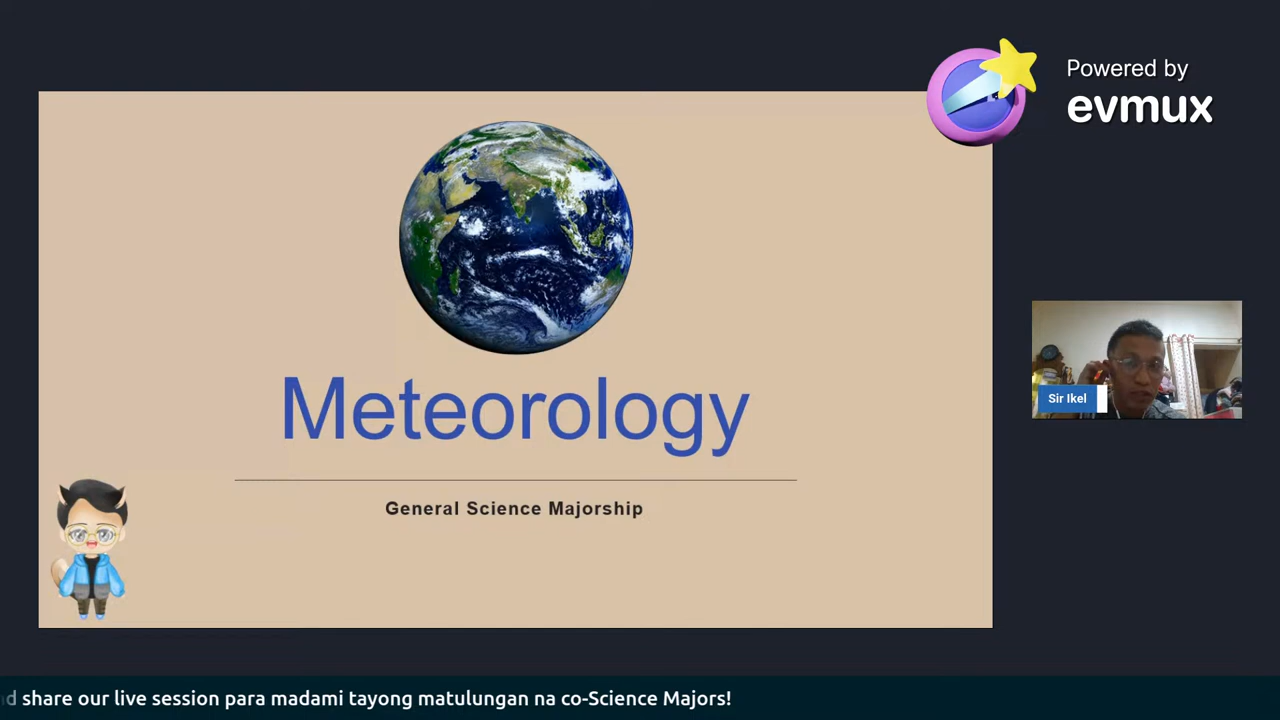 Powered by
evmux
Meteorology
General Science Majorship
Sir Ikel
share our live session para madami tayong matulungan na co-Science Majors!